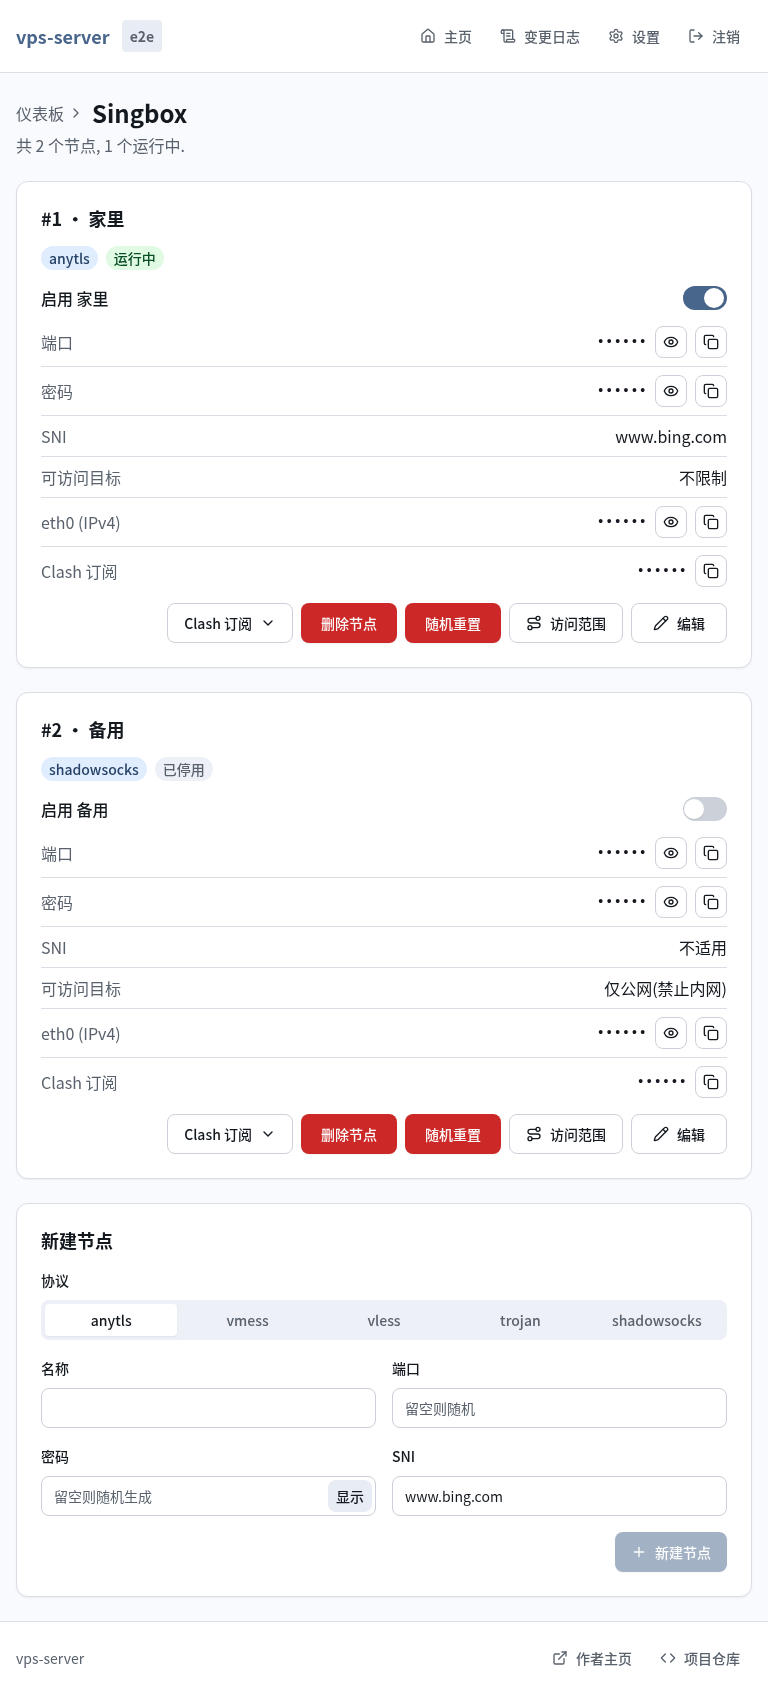 vps-server e2e 主页 变更日志 设置 注销
仪表板 Singbox
共 2 个节点, 1 个运行中.
#1 • 家里
anytls 运行中
启用 家里
端口 ••••••
密码 ••••••
SNI www.bing.com
可访问目标 不限制
eth0 (IPv4) ••••••
Clash 订阅 ••••••
Clash 订阅 删除节点 随机重置 访问范围 编辑
#2 • 备用
shadowsocks 已停用
启用 备用
端口 ••••••
密码 ••••••
SNI 不适用
可访问目标 仅公网(禁止内网)
eth0 (IPv4) ••••••
Clash 订阅 ••••••
Clash 订阅 删除节点 随机重置 访问范围 编辑
新建节点
协议
anytls vmess vless trojan shadowsocks
名称 端口
留空则随机
密码 SNI
留空则随机生成 显示 www.bing.com
新建节点
vps-server 作者主页 项目仓库